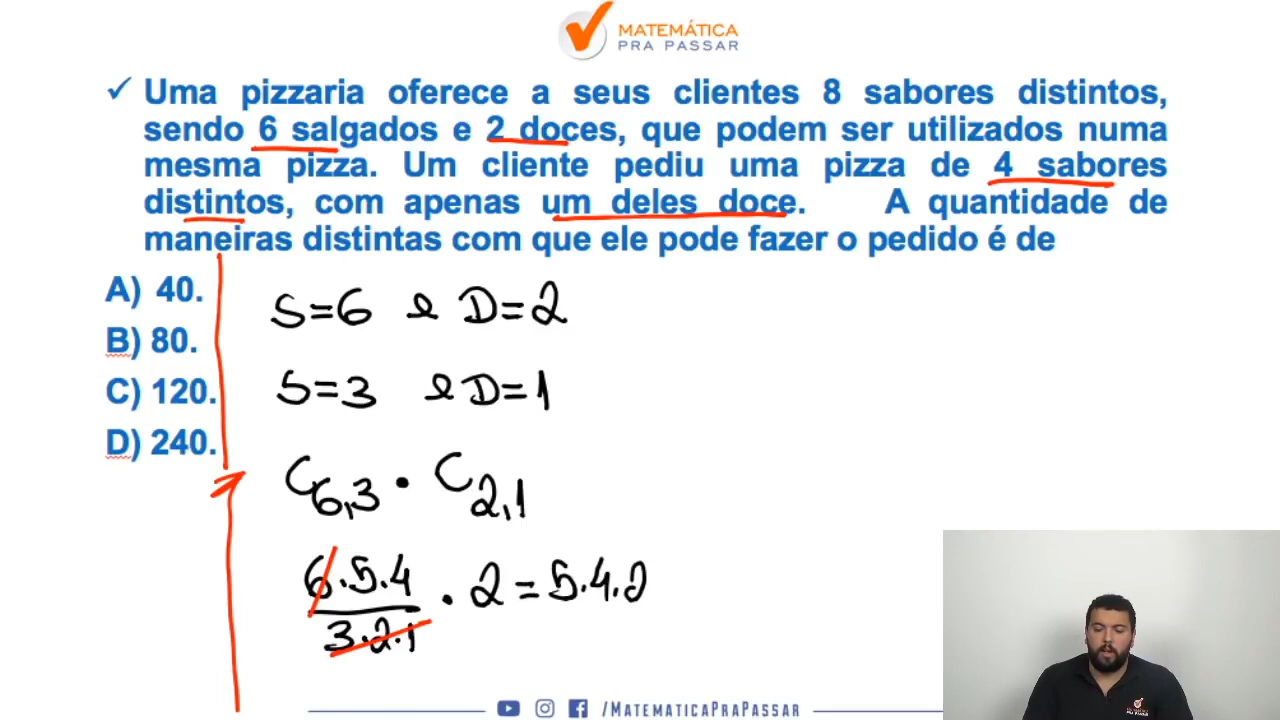 MATEMÁTICA
PRA PASSAR
✓ Uma pizzaria oferece a seus clientes 8 sabores distintos,
sendo 6 salgados e 2 doces, que podem ser utilizados numa
mesma pizza. Um cliente pediu uma pizza de 4 sabores
distintos, com apenas um deles doce. A quantidade de
maneiras distintas com que ele pode fazer o pedido é de
A) 40.
B) 80.
C) 120.
D) 240.
S=6 e D=2
S=3 e D=1
C6,3 · C2,1
6·5·4
3·2·1
· 2 = 5·4·2
/MATEMATICAPRAPASSAR